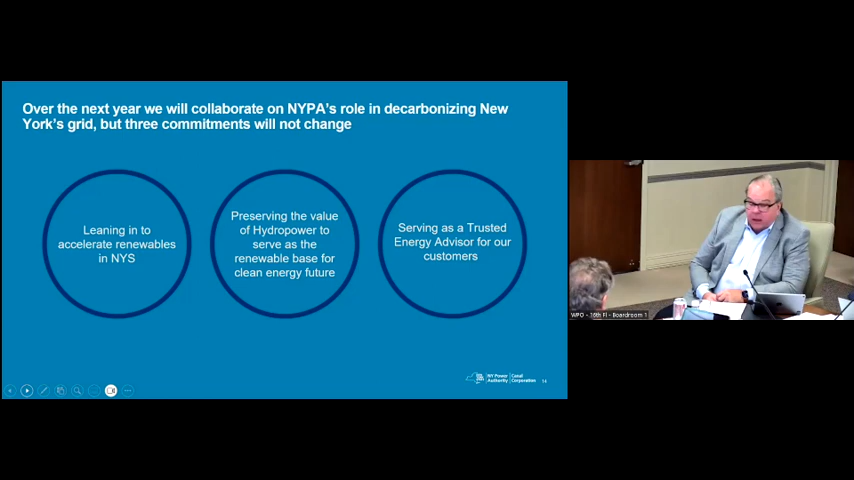 Over the next year we will collaborate on NYPA's role in decarbonizing New
York's grid, but three commitments will not change
Leaning in to
accelerate renewables
in NYS
Preserving the value
of Hydropower to
serve as the
renewable base for
clean energy future
Serving as a Trusted
Energy Advisor for our
customers
NY Power
Authority
Canal
Corporation
14
WPO - 16th Fl - Boardroom 1